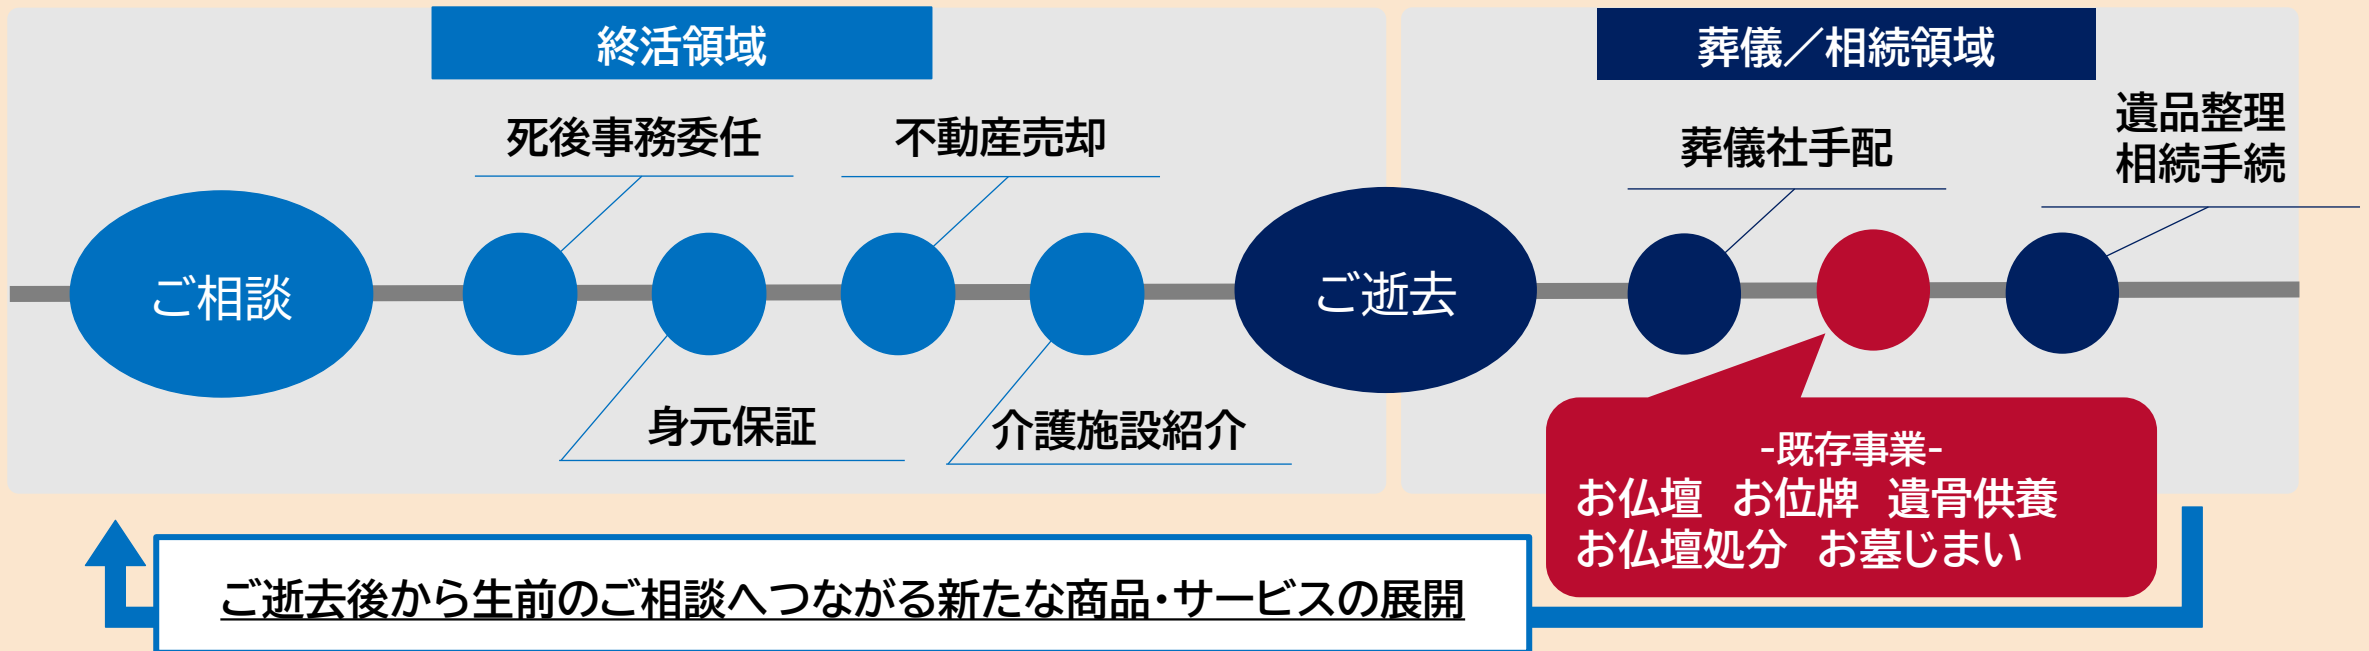 終活領域
葬儀／相続領域
死後事務委任
不動産売却
葬儀社手配
遺品整理
相続手続
ご相談
ご逝去
身元保証
介護施設紹介
-既存事業-
お仏壇　お位牌　遺骨供養
お仏壇処分　お墓じまい
ご逝去後から生前のご相談へつながる新たな商品・サービスの展開